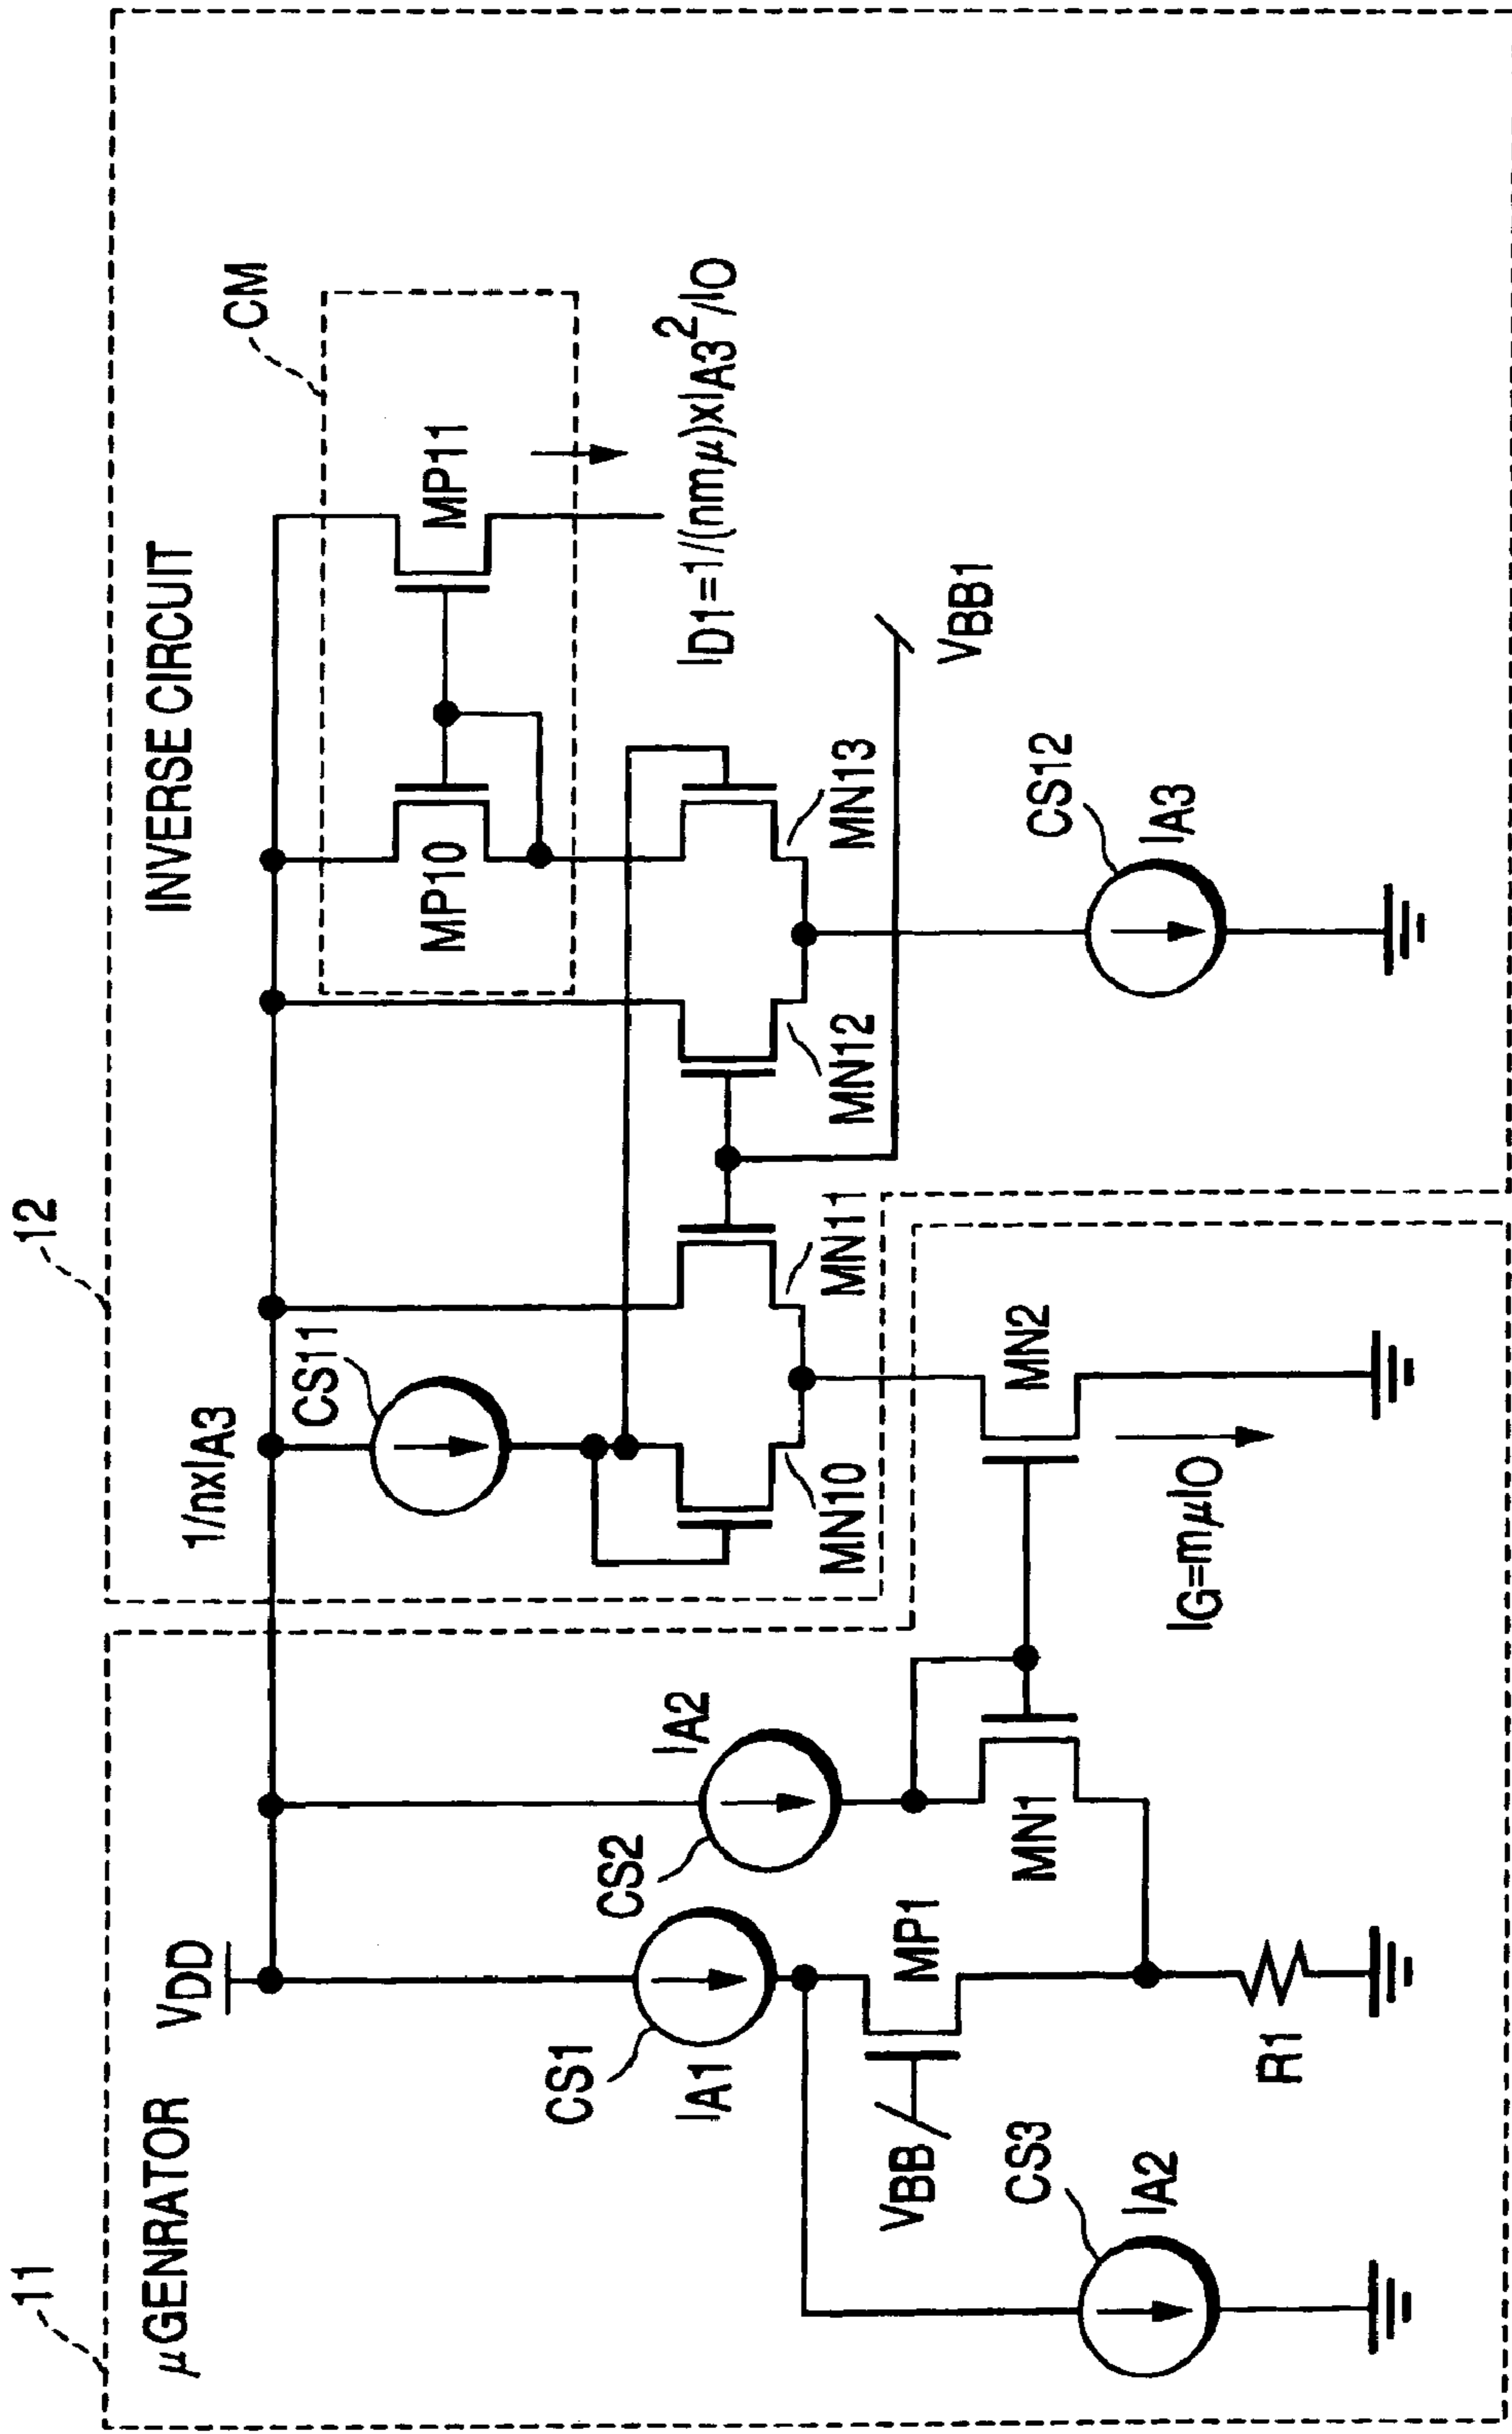 11
12
μGENRATOR
INVERSE CIRCUIT
VDD
1/nxIA3
CS11
CM
MP10
MP11
ID1=1/(nmμ)xIA3²/IO
CS1
IA1
CS2
IA2
MN10
MN11
MN12
MN13
VBB
MP1
VBB1
CS3
IA2
MN1
MN2
CS12
IA3
IG=mμIO
R1